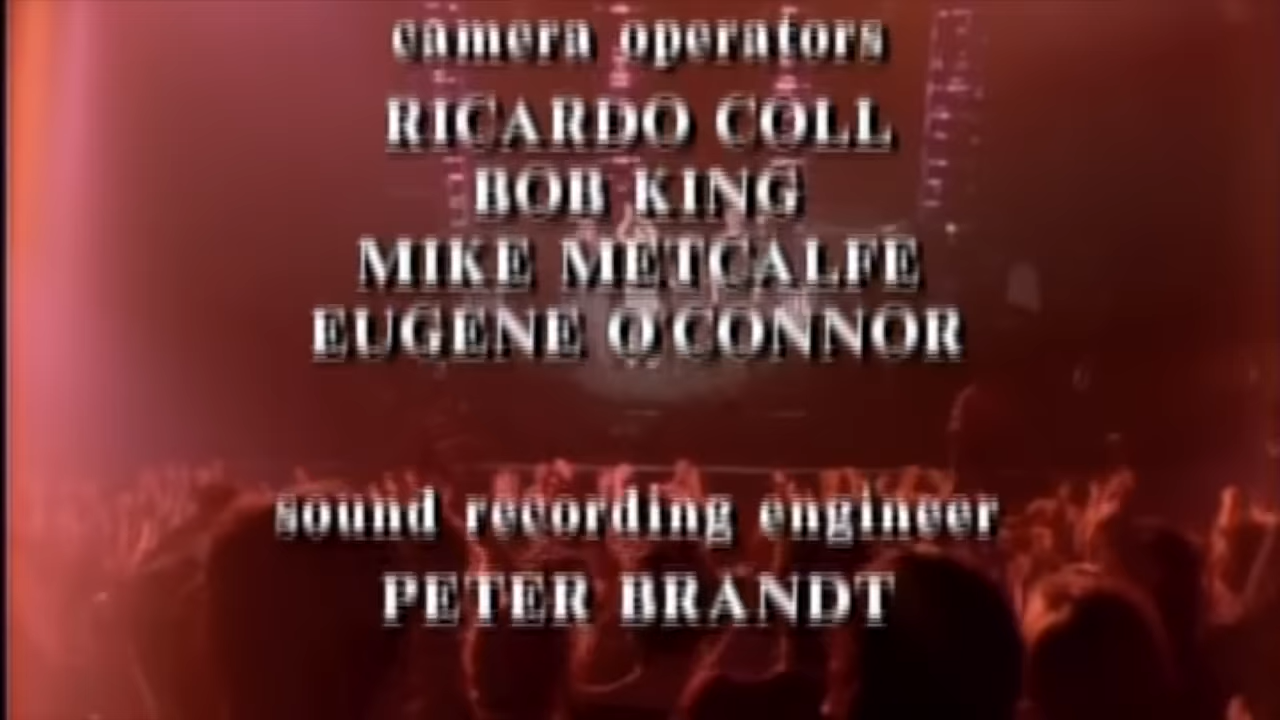 camera operators
RICARDO COLL
BOB KING
MIKE METCALFE
EUGENE O'CONNOR
sound recording engineer
PETER BRANDT